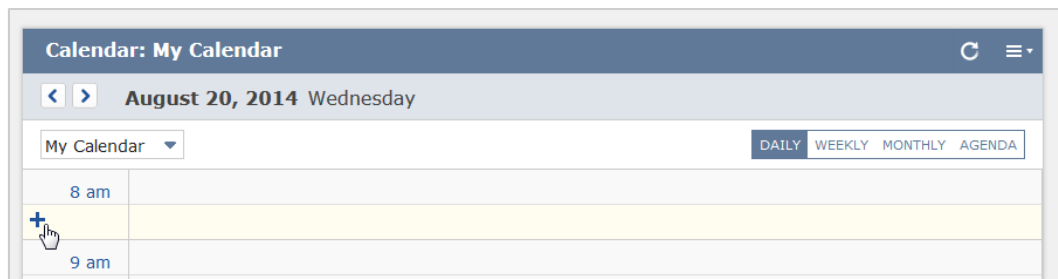 Calendar: My Calendar
August 20, 2014 Wednesday
My Calendar DAILY WEEKLY MONTHLY AGENDA
8 am
9 am